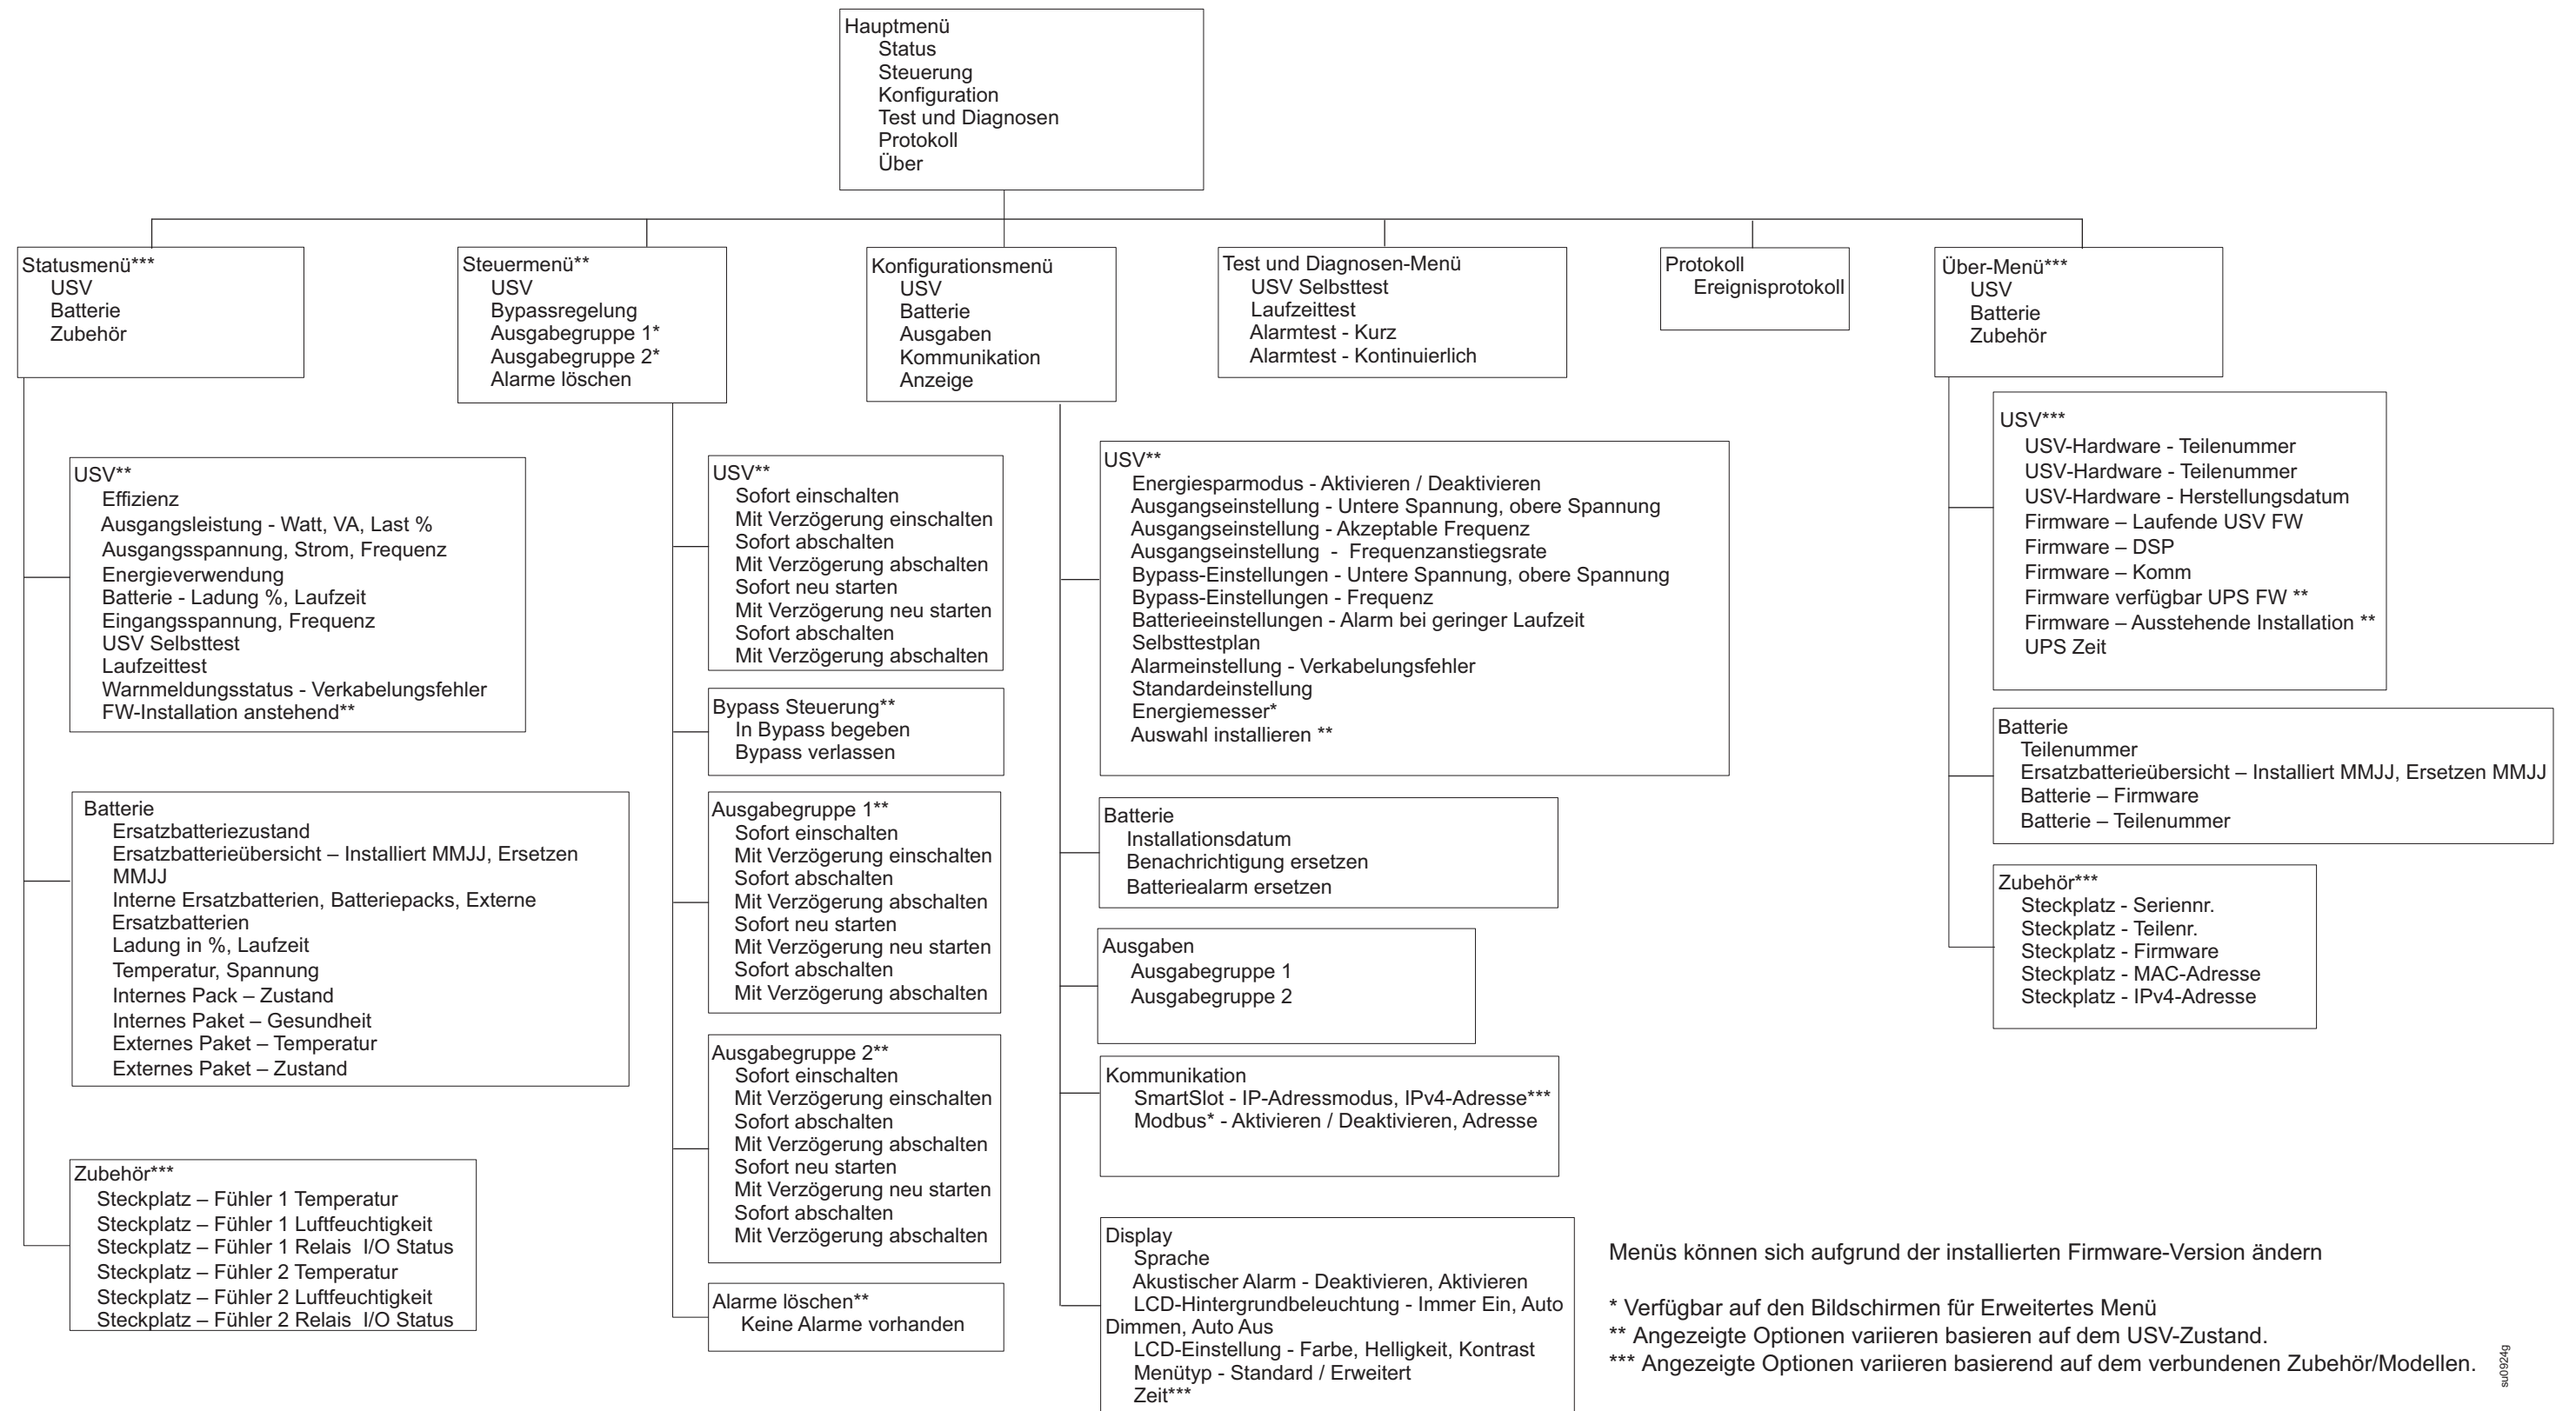 Hauptmenü
Status
Steuerung
Konfiguration
Test und Diagnosen
Protokoll
Über
Statusmenü***
USV
Batterie
Zubehör
Steuermenü**
USV
Bypassregelung
Ausgabegruppe 1*
Ausgabegruppe 2*
Alarme löschen
Konfigurationsmenü
USV
Batterie
Ausgaben
Kommunikation
Anzeige
Test und Diagnosen-Menü
USV Selbsttest
Laufzeittest
Alarmtest - Kurz
Alarmtest - Kontinuierlich
Protokoll
Ereignisprotokoll
Über-Menü***
USV
Batterie
Zubehör
USV**
Effizienz
Ausgangsleistung - Watt, VA, Last %
Ausgangsspannung, Strom, Frequenz
Energieverwendung
Batterie - Ladung %, Laufzeit
Eingangsspannung, Frequenz
USV Selbsttest
Laufzeittest
Warnmeldungsstatus - Verkabelungsfehler
FW-Installation anstehend**
Batterie
Ersatzbatteriezustand
Ersatzbatterieübersicht – Installiert MMJJ, Ersetzen
MMJJ
Interne Ersatzbatterien, Batteriepacks, Externe
Ersatzbatterien
Ladung in %, Laufzeit
Temperatur, Spannung
Internes Pack – Zustand
Internes Paket – Gesundheit
Externes Paket – Temperatur
Externes Paket – Zustand
Zubehör***
Steckplatz – Fühler 1 Temperatur
Steckplatz – Fühler 1 Luftfeuchtigkeit
Steckplatz – Fühler 1 Relais I/O Status
Steckplatz – Fühler 2 Temperatur
Steckplatz – Fühler 2 Luftfeuchtigkeit
Steckplatz – Fühler 2 Relais I/O Status
USV**
Sofort einschalten
Mit Verzögerung einschalten
Sofort abschalten
Mit Verzögerung abschalten
Sofort neu starten
Mit Verzögerung neu starten
Sofort abschalten
Mit Verzögerung abschalten
Bypass Steuerung**
In Bypass begeben
Bypass verlassen
Ausgabegruppe 1**
Sofort einschalten
Mit Verzögerung einschalten
Sofort abschalten
Mit Verzögerung abschalten
Sofort neu starten
Mit Verzögerung neu starten
Sofort abschalten
Mit Verzögerung abschalten
Ausgabegruppe 2**
Sofort einschalten
Mit Verzögerung einschalten
Sofort abschalten
Mit Verzögerung abschalten
Sofort neu starten
Mit Verzögerung neu starten
Sofort abschalten
Mit Verzögerung abschalten
Alarme löschen**
Keine Alarme vorhanden
USV**
Energiesparmodus - Aktivieren / Deaktivieren
Ausgangseinstellung - Untere Spannung, obere Spannung
Ausgangseinstellung - Akzeptable Frequenz
Ausgangseinstellung - Frequenzanstiegsrate
Bypass-Einstellungen - Untere Spannung, obere Spannung
Bypass-Einstellungen - Frequenz
Batterieeinstellungen - Alarm bei geringer Laufzeit
Selbsttestplan
Alarmeinstellung - Verkabelungsfehler
Standardeinstellung
Energiemesser*
Auswahl installieren **
Batterie
Installationsdatum
Benachrichtigung ersetzen
Batteriealarm ersetzen
Ausgaben
Ausgabegruppe 1
Ausgabegruppe 2
Kommunikation
SmartSlot - IP-Adressmodus, IPv4-Adresse***
Modbus* - Aktivieren / Deaktivieren, Adresse
Display
Sprache
Akustischer Alarm - Deaktivieren, Aktivieren
LCD-Hintergrundbeleuchtung - Immer Ein, Auto
Dimmen, Auto Aus
LCD-Einstellung - Farbe, Helligkeit, Kontrast
Menütyp - Standard / Erweitert
Zeit***
USV***
USV-Hardware - Teilenummer
USV-Hardware - Teilenummer
USV-Hardware - Herstellungsdatum
Firmware – Laufende USV FW
Firmware – DSP
Firmware – Komm
Firmware verfügbar UPS FW **
Firmware – Ausstehende Installation **
UPS Zeit
Batterie
Teilenummer
Ersatzbatterieübersicht – Installiert MMJJ, Ersetzen MMJJ
Batterie – Firmware
Batterie – Teilenummer
Zubehör***
Steckplatz - Seriennr.
Steckplatz - Teilenr.
Steckplatz - Firmware
Steckplatz - MAC-Adresse
Steckplatz - IPv4-Adresse
Menüs können sich aufgrund der installierten Firmware-Version ändern
* Verfügbar auf den Bildschirmen für Erweitertes Menü
** Angezeigte Optionen variieren basieren auf dem USV-Zustand.
*** Angezeigte Optionen variieren basierend auf dem verbundenen Zubehör/Modellen.
su0924g